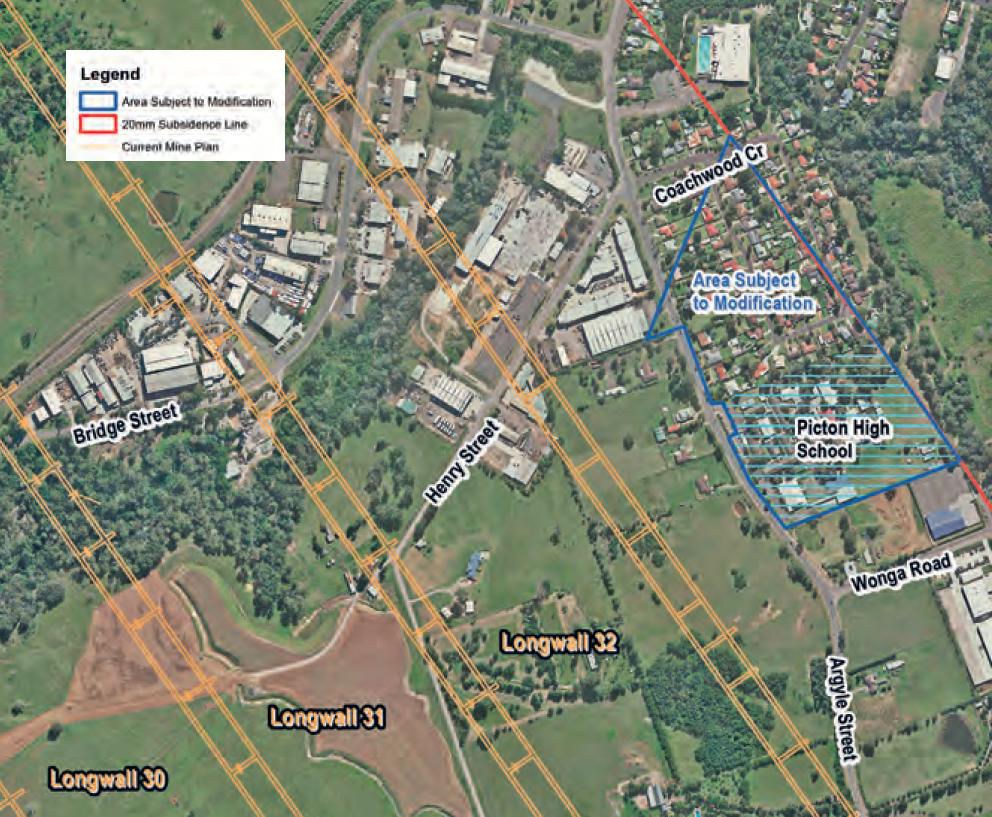 Legend
Area Subject to Modification
20mm Subsidence Line
Current Mine Plan
Coachwood Cr
Area Subject
to Modification
Bridge Street
Picton High
School
Henry Street
Wonga Road
Longwall 32
Argyle Street
Longwall 31
Longwall 30